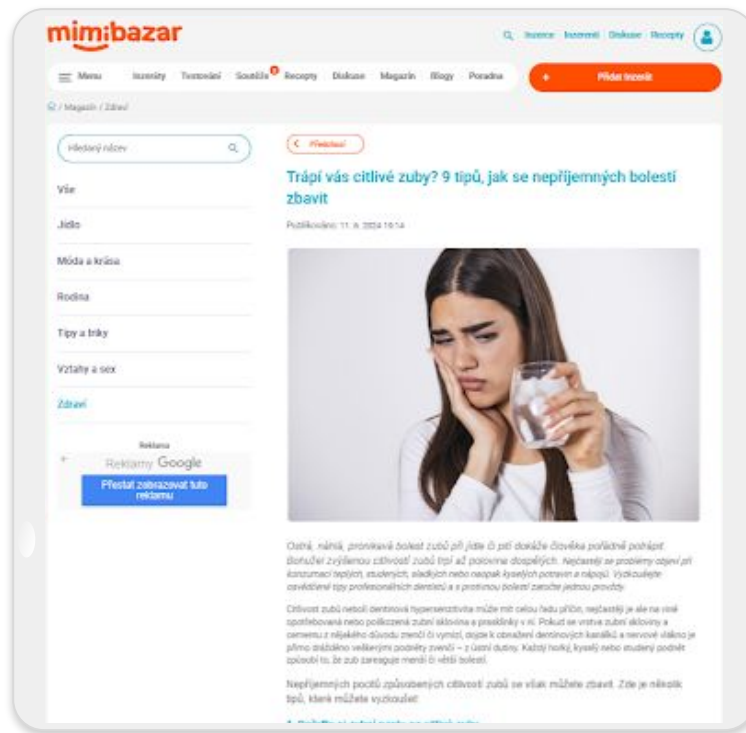 mimibazar
Inzerce Inzerenti Diskuse Recepty
Menu Inzeráty Testování Soutěže Recepty Diskuse Magazín Blogy Poradna
+ Přidat inzerát
/ Magazín / Zdraví
Hledaný název
Předchozí
Trápí vás citlivé zuby? 9 tipů, jak se nepříjemných bolestí
zbavit
Vše
Publikováno: 11. 6. 2024 16:14
Jídlo
Móda a krása
Rodina
Tipy a triky
Vztahy a sex
Zdraví
Reklama
Reklamy Google
Přestat zobrazovat tuto
reklamu
Ostrá, náhlá, pronikavá bolest zubů při jídle či pití dokáže člověka pořádně potrápit.
Bohužel zvýšenou citlivostí zubů trpí až polovina dospělých. Nejčastěji se problémy objeví při
konzumaci teplých, studených, sladkých nebo naopak kyselých potravin a nápojů. Vyzkoušejte
osvědčené tipy profesionálních dentistů a s protivnou bolestí zatočte jednou provždy.
Citlivost zubů neboli dentinová hypersenzitivita může mít celou řadu příčin, nejčastěji je ale na vině
opotřebovaná nebo poškozená zubní sklovina a praskliny v ní. Pokud se vrstva zubní skloviny a
cementu z nějakého důvodu ztenčí či vymizí, dojde k obnažení dentinových kanálků a nervové vlákno je
přímo drážděno veškerými podněty zvenčí – z ústní dutiny. Každý horký, kyselý nebo studený podnět
způsobí to, že zub zareaguje menší či větší bolestí.
Nepříjemných pocitů způsobených citlivostí zubů se však můžete zbavit. Zde je několik
tipů, které můžete vyzkoušet!